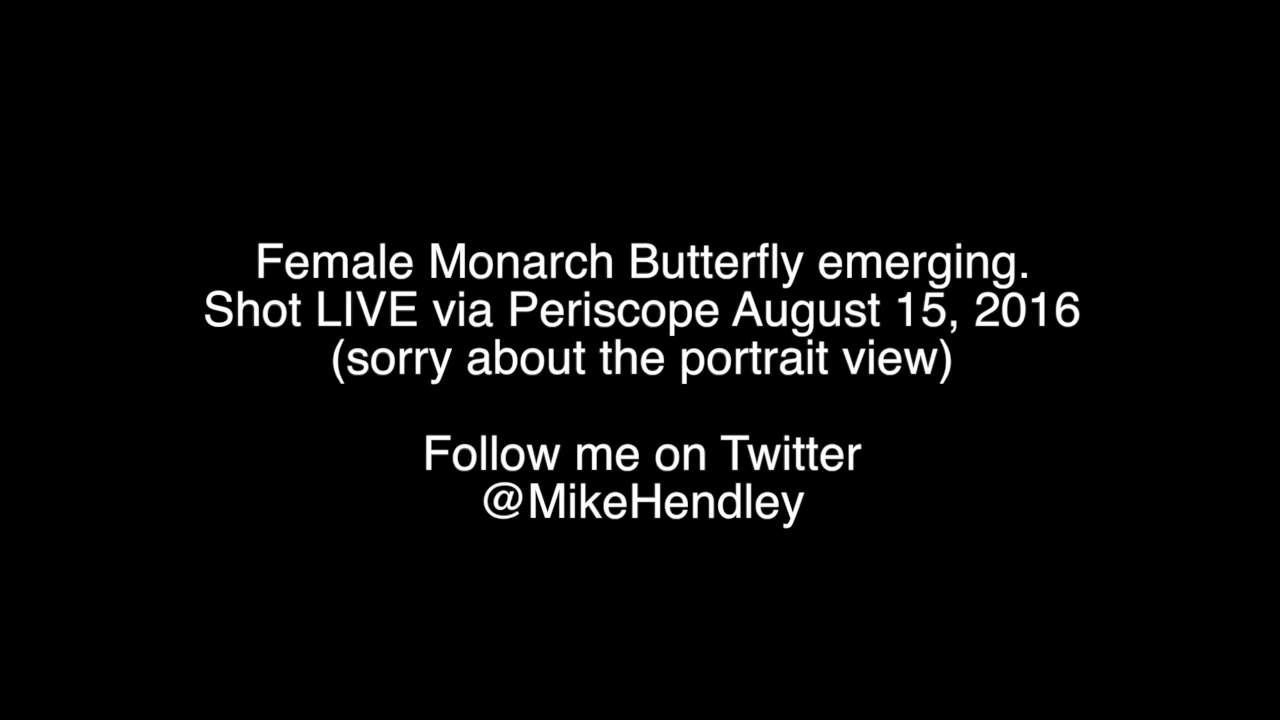 Female Monarch Butterfly emerging.
Shot LIVE via Periscope August 15, 2016
(sorry about the portrait view)
Follow me on Twitter
@MikeHendley